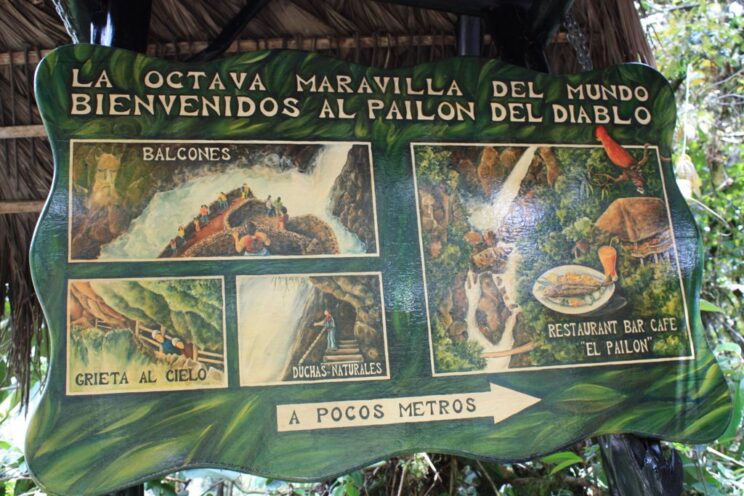 LA OCTAVA MARAVILLA DEL MUNDO
BIENVENIDOS AL PAILON DEL DIABLO
BALCONES
GRIETA AL CIELO
DUCHAS NATURALES
RESTAURANT BAR CAFE
"EL PAILON"
A POCOS METROS